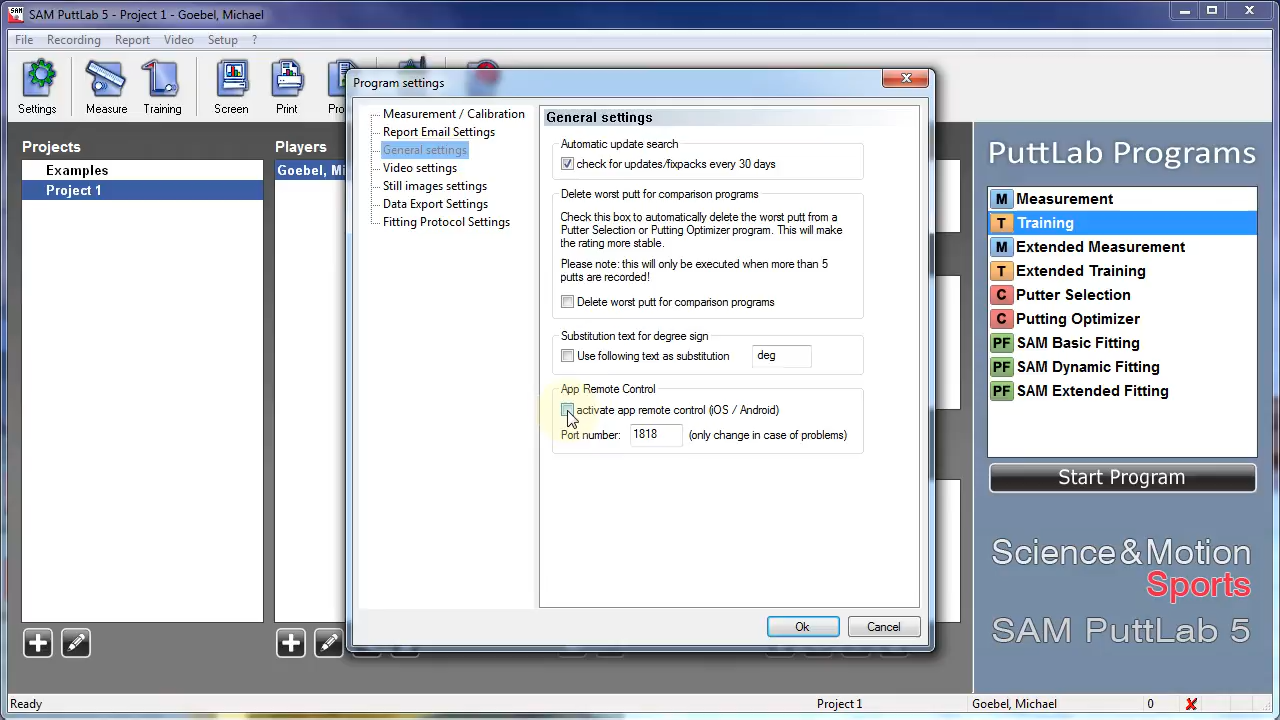 SAM PuttLab 5 - Project 1 - Goebel, Michael
File Recording Report Video Setup ?
Settings Measure Training Screen Print
Program settings
Projects
Examples
Project 1
Players
Goebel, Mi
Measurement / Calibration
Report Email Settings
General settings
Video settings
Still images settings
Data Export Settings
Fitting Protocol Settings
General settings
Automatic update search
check for updates/fixpacks every 30 days
Delete worst putt for comparison programs
Check this box to automatically delete the worst putt from a
Putter Selection or Putting Optimizer program. This will make
the rating more stable.
Please note: this will only be executed when more than 5
putts are recorded!
Delete worst putt for comparison programs
Substitution text for degree sign
Use following text as substitution deg
App Remote Control
activate app remote control (iOS / Android)
Port number: 1818 (only change in case of problems)
Ok Cancel
PuttLab Programs
M Measurement
T Training
M Extended Measurement
T Extended Training
C Putter Selection
C Putting Optimizer
PF SAM Basic Fitting
PF SAM Dynamic Fitting
PF SAM Extended Fitting
Start Program
Science&Motion
Sports
SAM PuttLab 5
Ready Project 1 Goebel, Michael 0